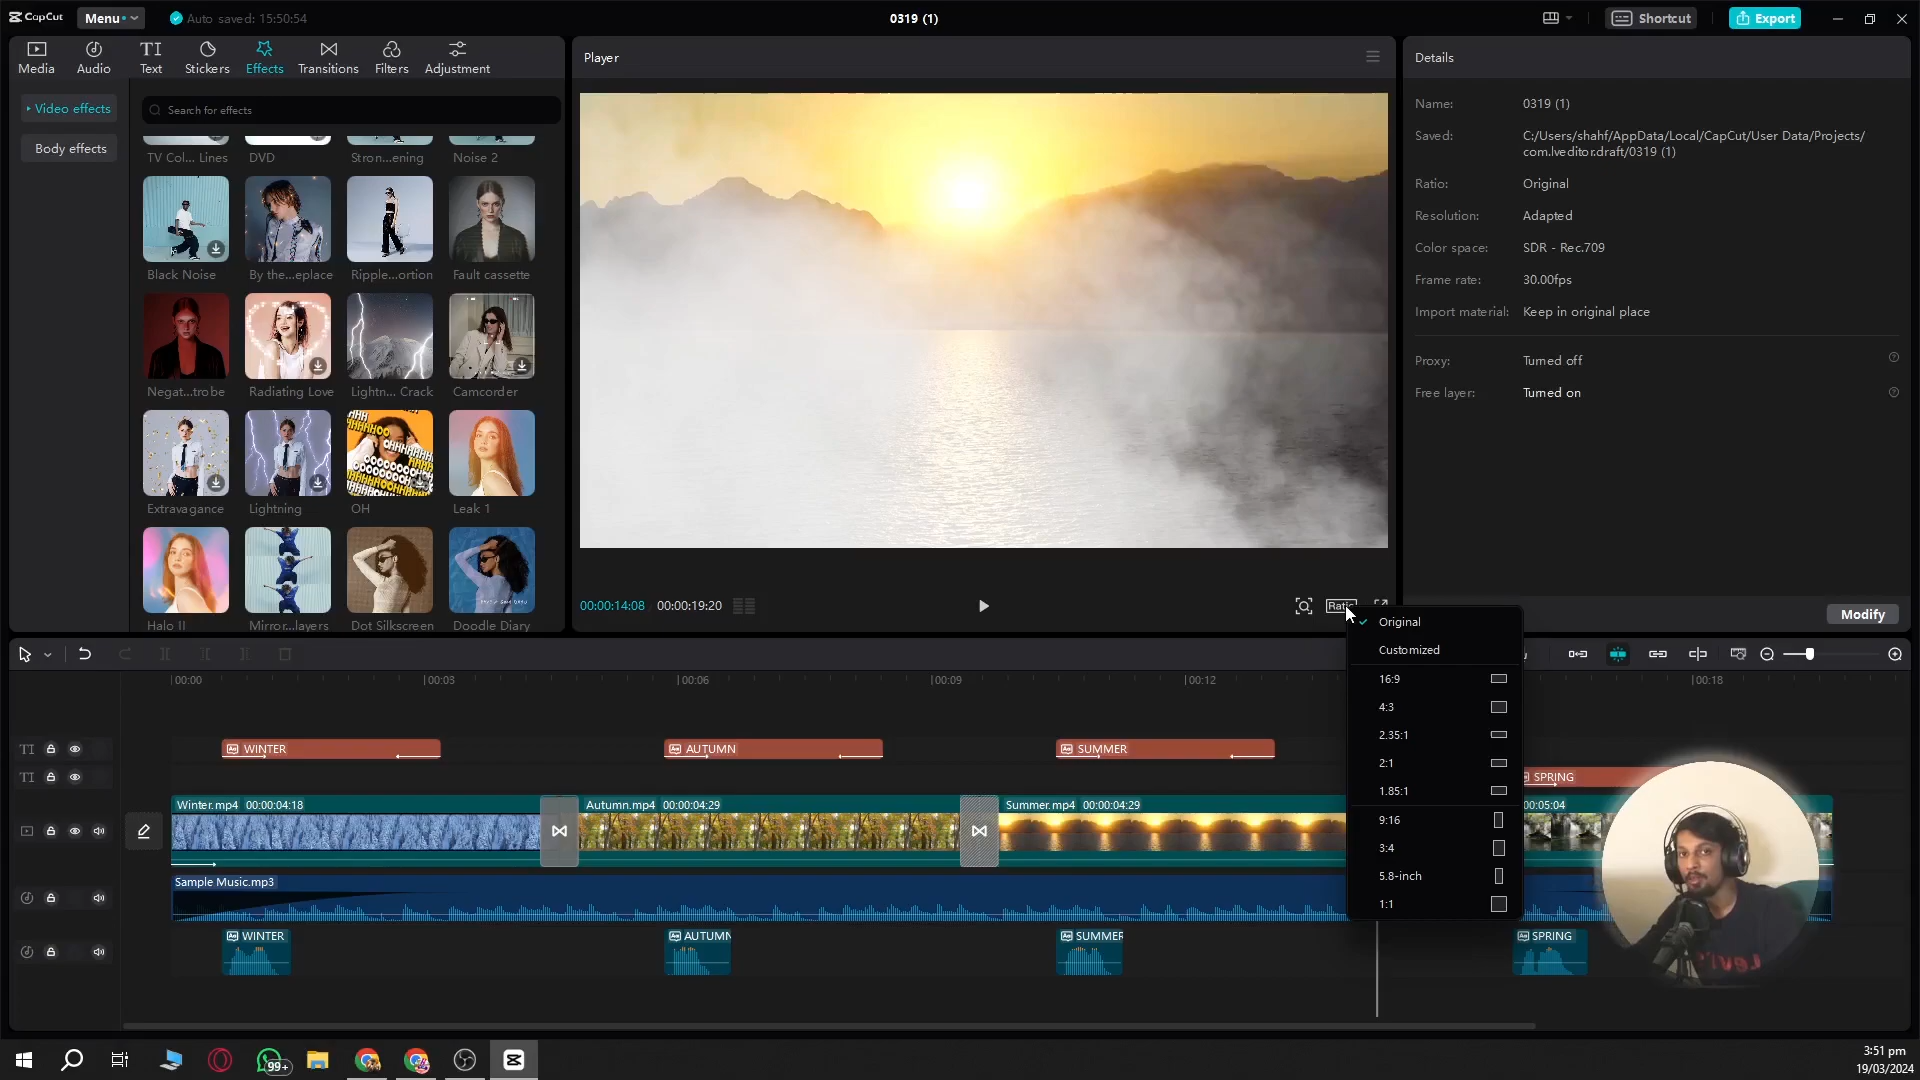 CapCut
Menu
Auto saved: 15:50:54
0319 (1)
Shortcut
Export
Media
Audio
TI
Text
Stickers
Effects
Transitions
Filters
Adjustment
Video effects
Body effects
Search for effects
TV Col... Lines
DVD
Stron...ening
Noise 2
Black Noise
By the...eplace
Ripple...ortion
Fault cassette
Negat...trobe
Radiating Love
Lightn... Crack
Camcorder
Extravagance
Lightning
OH
Leak 1
Halo II
Mirror...layers
Dot Silkscreen
Doodle Diary
Player
00:00:14:08
00:00:19:20
Details
Name: 0319 (1)
Saved: C:/Users/shahf/AppData/Local/CapCut/User Data/Projects/
com.lveditor.draft/0319 (1)
Ratio: Original
Resolution: Adapted
Color space: SDR - Rec.709
Frame rate: 30.00fps
Import material: Keep in original place
Proxy: Turned off
Free layer: Turned on
Modify
Original
Customized
16:9
4:3
2.35:1
2:1
1.85:1
9:16
3:4
5.8-inch
1:1
00:00
00:03
00:06
00:09
00:12
00:18
TI
WINTER
AUTUMN
SUMMER
TI
SPRING
Winter.mp4 00:00:04:18
Autumn.mp4 00:00:04:29
Summer.mp4 00:00:04:29
00:05:04
Sample Music.mp3
WINTER
AUTUMN
SUMMER
SPRING
99+
3:51 pm
19/03/2024